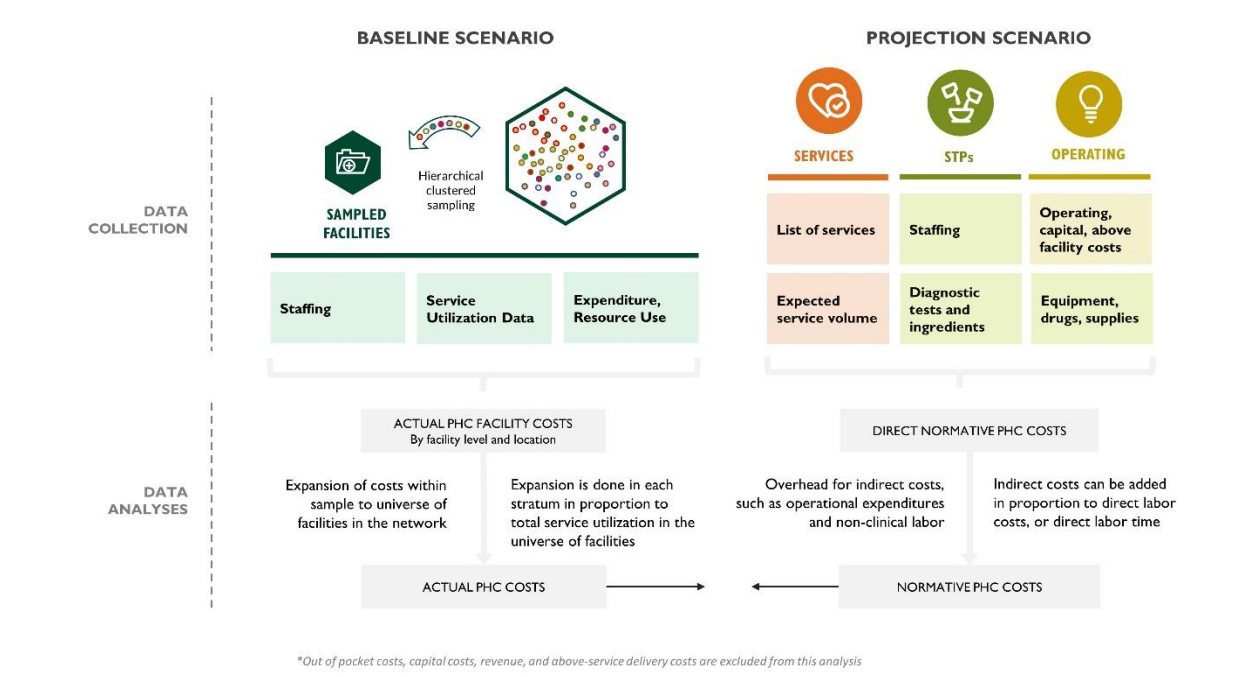 BASELINE SCENARIO
PROJECTION SCENARIO
DATA
COLLECTION
SAMPLED
FACILITIES
Hierarchical
clustered
sampling
Staffing
Service
Utilization Data
Expenditure,
Resource Use
SERVICES
STPs
OPERATING
List of services
Staffing
Operating,
capital, above
facility costs
Expected
service volume
Diagnostic
tests and
ingredients
Equipment,
drugs, supplies
DATA
ANALYSES
ACTUAL PHC FACILITY COSTS
By facility level and location
Expansion of costs within
sample to universe of
facilities in the network
Expansion is done in each
stratum in proportion to
total service utilization in the
universe of facilities
ACTUAL PHC COSTS
DIRECT NORMATIVE PHC COSTS
Overhead for indirect costs,
such as operational expenditures
and non-clinical labor
Indirect costs can be added
in proportion to direct labor
costs, or direct labor time
NORMATIVE PHC COSTS
*Out of pocket costs, capital costs, revenue, and above-service delivery costs are excluded from this analysis